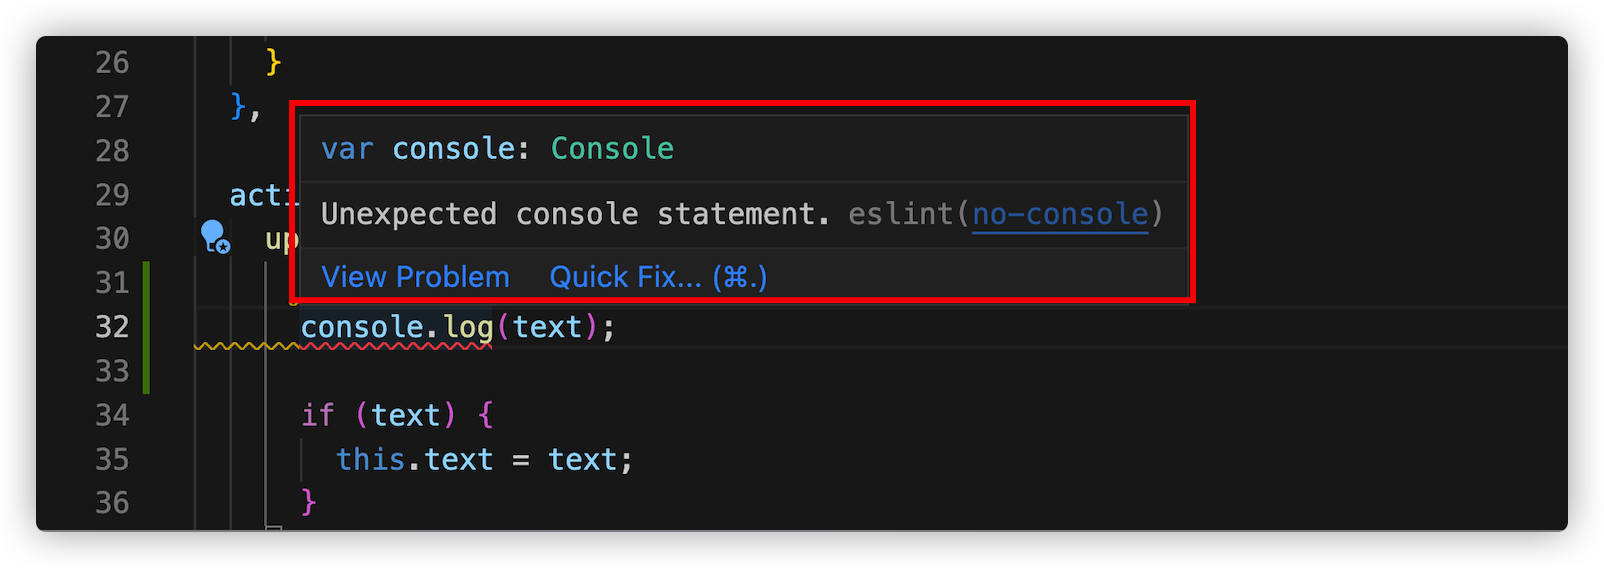 26 }
27 },
28
29 acti
30 up
31
32 console.log(text);
33
34 if (text) {
35 this.text = text;
36 }
var console: Console
Unexpected console statement. eslint(no-console)
View Problem Quick Fix... (⌘.)